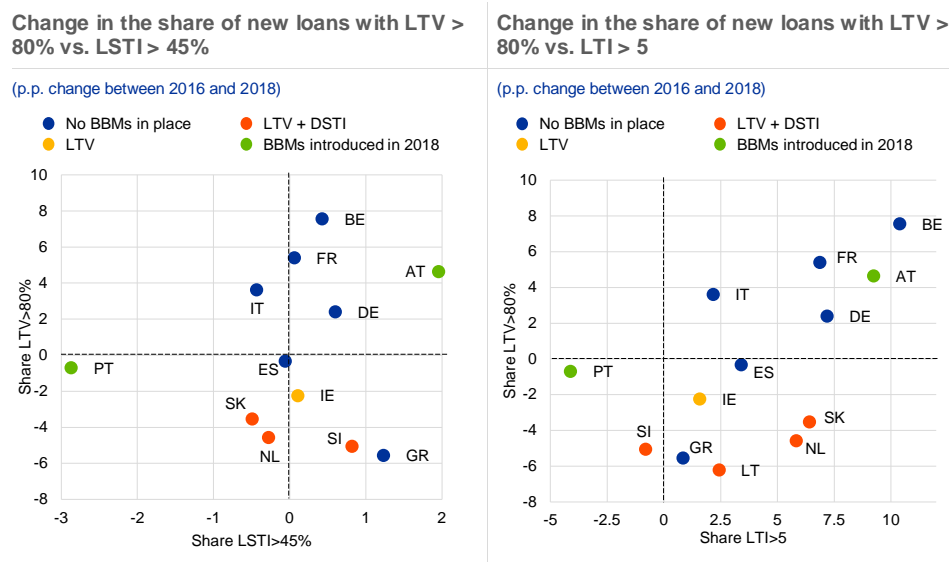 Change in the share of new loans with LTV >
80% vs. LSTI > 45%
(p.p. change between 2016 and 2018)
No BBMs in place
LTV + DSTI
LTV
BBMs introduced in 2018
Share LTV>80%
10
8
6
4
2
0
-2
-4
-6
-8
BE
FR
AT
IT
DE
ES
PT
IE
SK
NL
SI
GR
-3
-1
0
1
2
Share LSTI>45%
Change in the share of new loans with LTV >
80% vs. LTI > 5
(p.p. change between 2016 and 2018)
No BBMs in place
LTV + DSTI
LTV
BBMs introduced in 2018
Share LTV>80%
10
8
6
4
2
0
-2
-4
-6
-8
BE
FR
AT
IT
DE
ES
PT
IE
SK
SI
GR
NL
LT
-5
-2.5
0
2.5
5
7.5
10
Share LTI>5